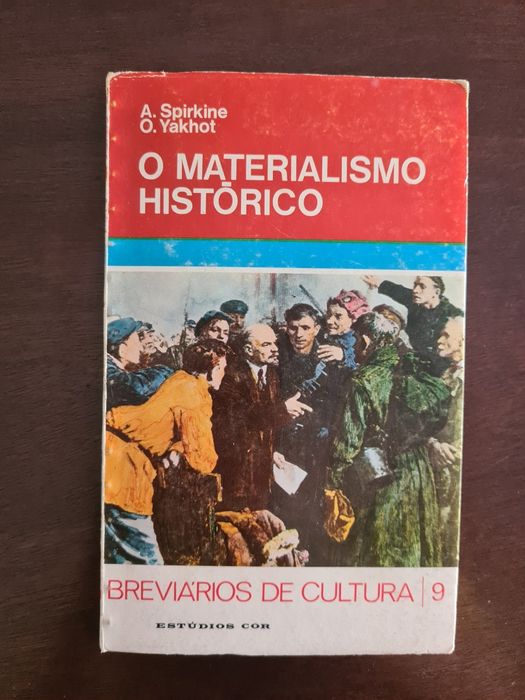 A. Spirkine
O. Yakhot
O MATERIALISMO
HISTÓRICO
BREVIÁRIOS DE CULTURA | 9
ESTÚDIOS COR